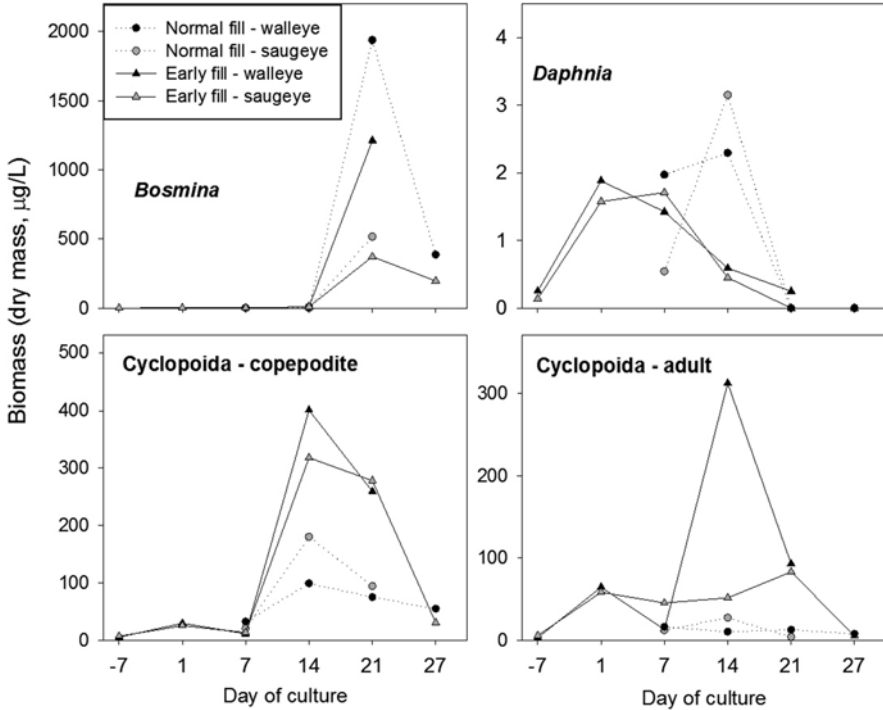 2000
1500
1000
500
0
Normal fill - walleye
Normal fill - saugeye
Early fill - walleye
Early fill - saugeye
Bosmina
4
3
2
1
0
Daphnia
Biomass (dry mass, µg/L)
500
400
300
200
100
0
Cyclopoida - copepodite
-7 1 7 14 21 27
Day of culture
300
200
100
0
Cyclopoida - adult
-7 1 7 14 21 27
Day of culture